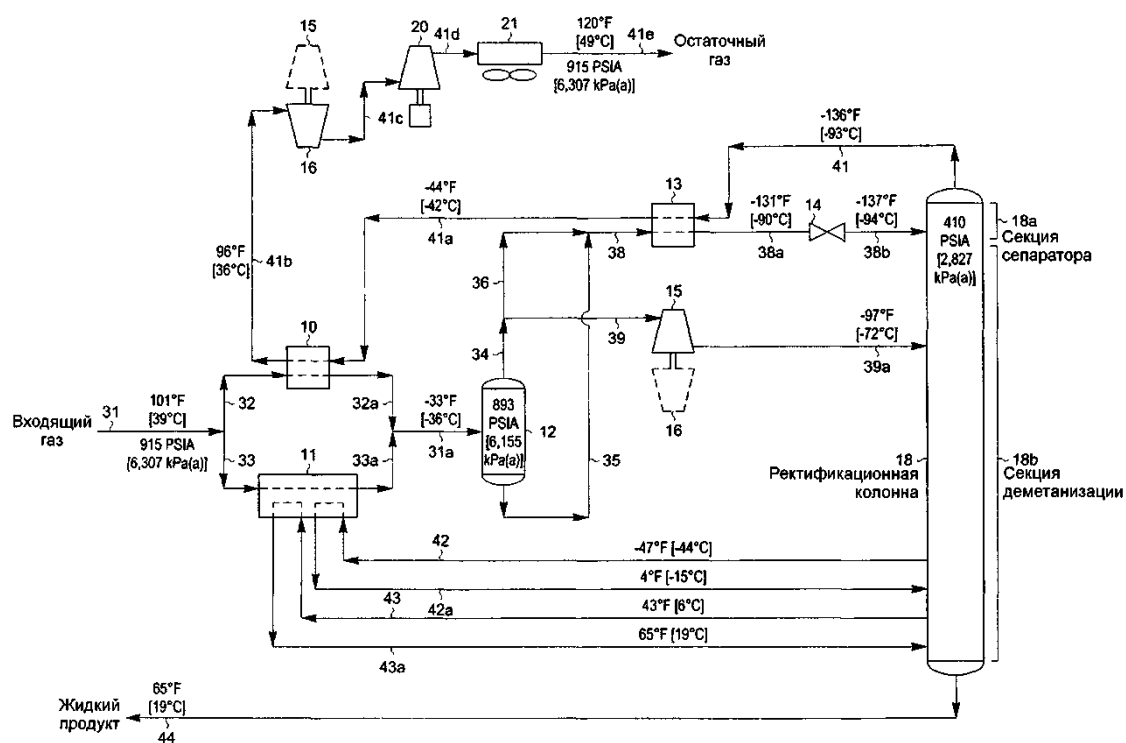 15
20
41d
21
120°F
[49°C]
41e
Остаточный
газ
915 PSIA
[6,307 kPa(a)]
41c
16
-136°F
[-93°C]
41
-44°F
[-42°C]
41a
13
-131°F
[-90°C]
38a
14
-137°F
[-94°C]
38b
38
410
PSIA
[2,827
kPa(a)]
18a
Секция
сепаратора
96°F
[36°C]
41b
36
15
39
-97°F
[-72°C]
39a
10
34
16
Входящий
газ
31
101°F
[39°C]
915 PSIA
[6,307 kPa(a)]
32
32a
33
33a
-33°F
[-36°C]
31a
893
PSIA
[6,155
kPa(a)]
12
35
11
Ректификационная
колонна
18
18b
Секция
деметанизации
42
-47°F [-44°C]
4°F [-15°C]
42a
43
43°F [6°C]
65°F [19°C]
43a
Жидкий
продукт
65°F
[19°C]
44